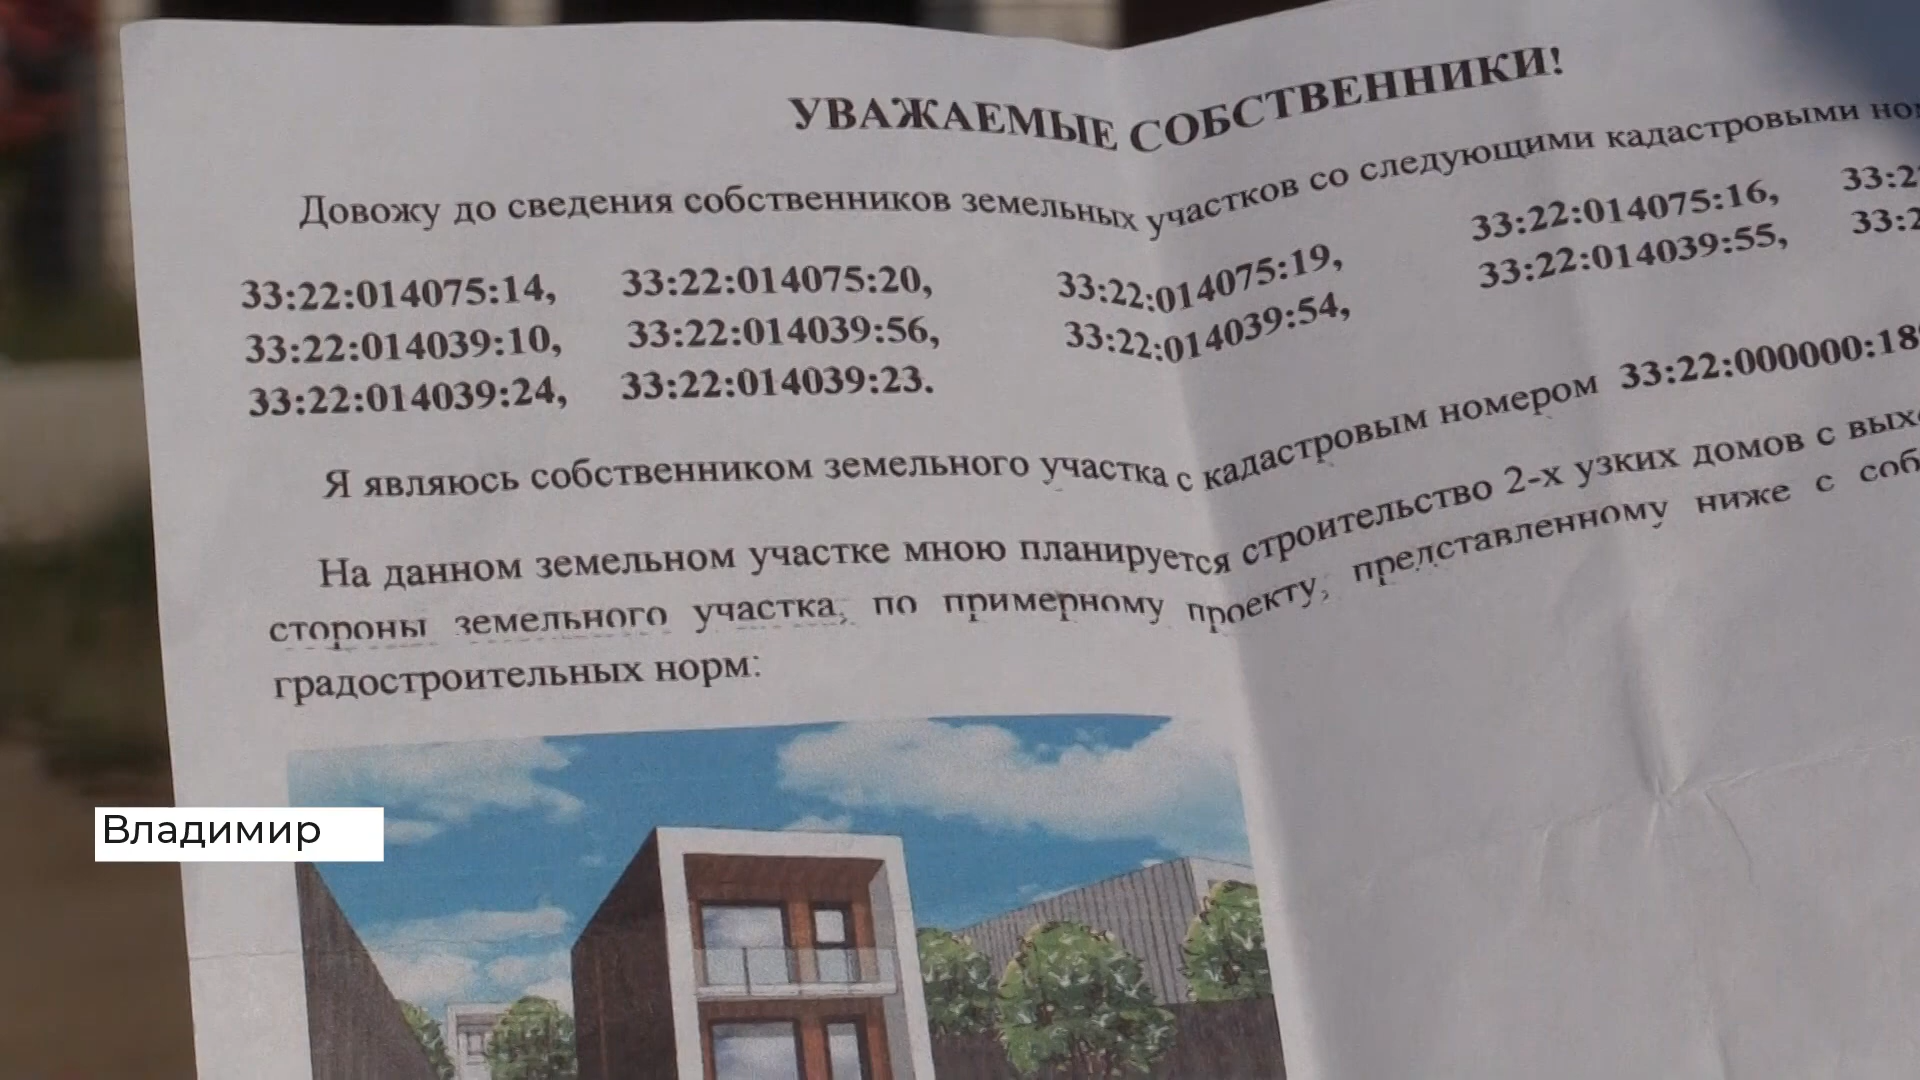 УВАЖАЕМЫЕ СОБСТВЕННИКИ!
Довожу до сведения собственников земельных участков со следующими кадастровыми
33:22:014075:14, 33:22:014075:20, 33:22:014075:19, 33:22:014075:16,
33:22:014039:10, 33:22:014039:56, 33:22:014039:54, 33:22:014039:55,
33:22:014039:24, 33:22:014039:23.
Я являюсь собственником земельного участка с кадастровым номером 33:22:000000:18
На данном земельном участке мною планируется строительство 2-х узких домов с
стороны земельного участка, по примерному проекту, представленному ниже с
градостроительных норм:
Владимир